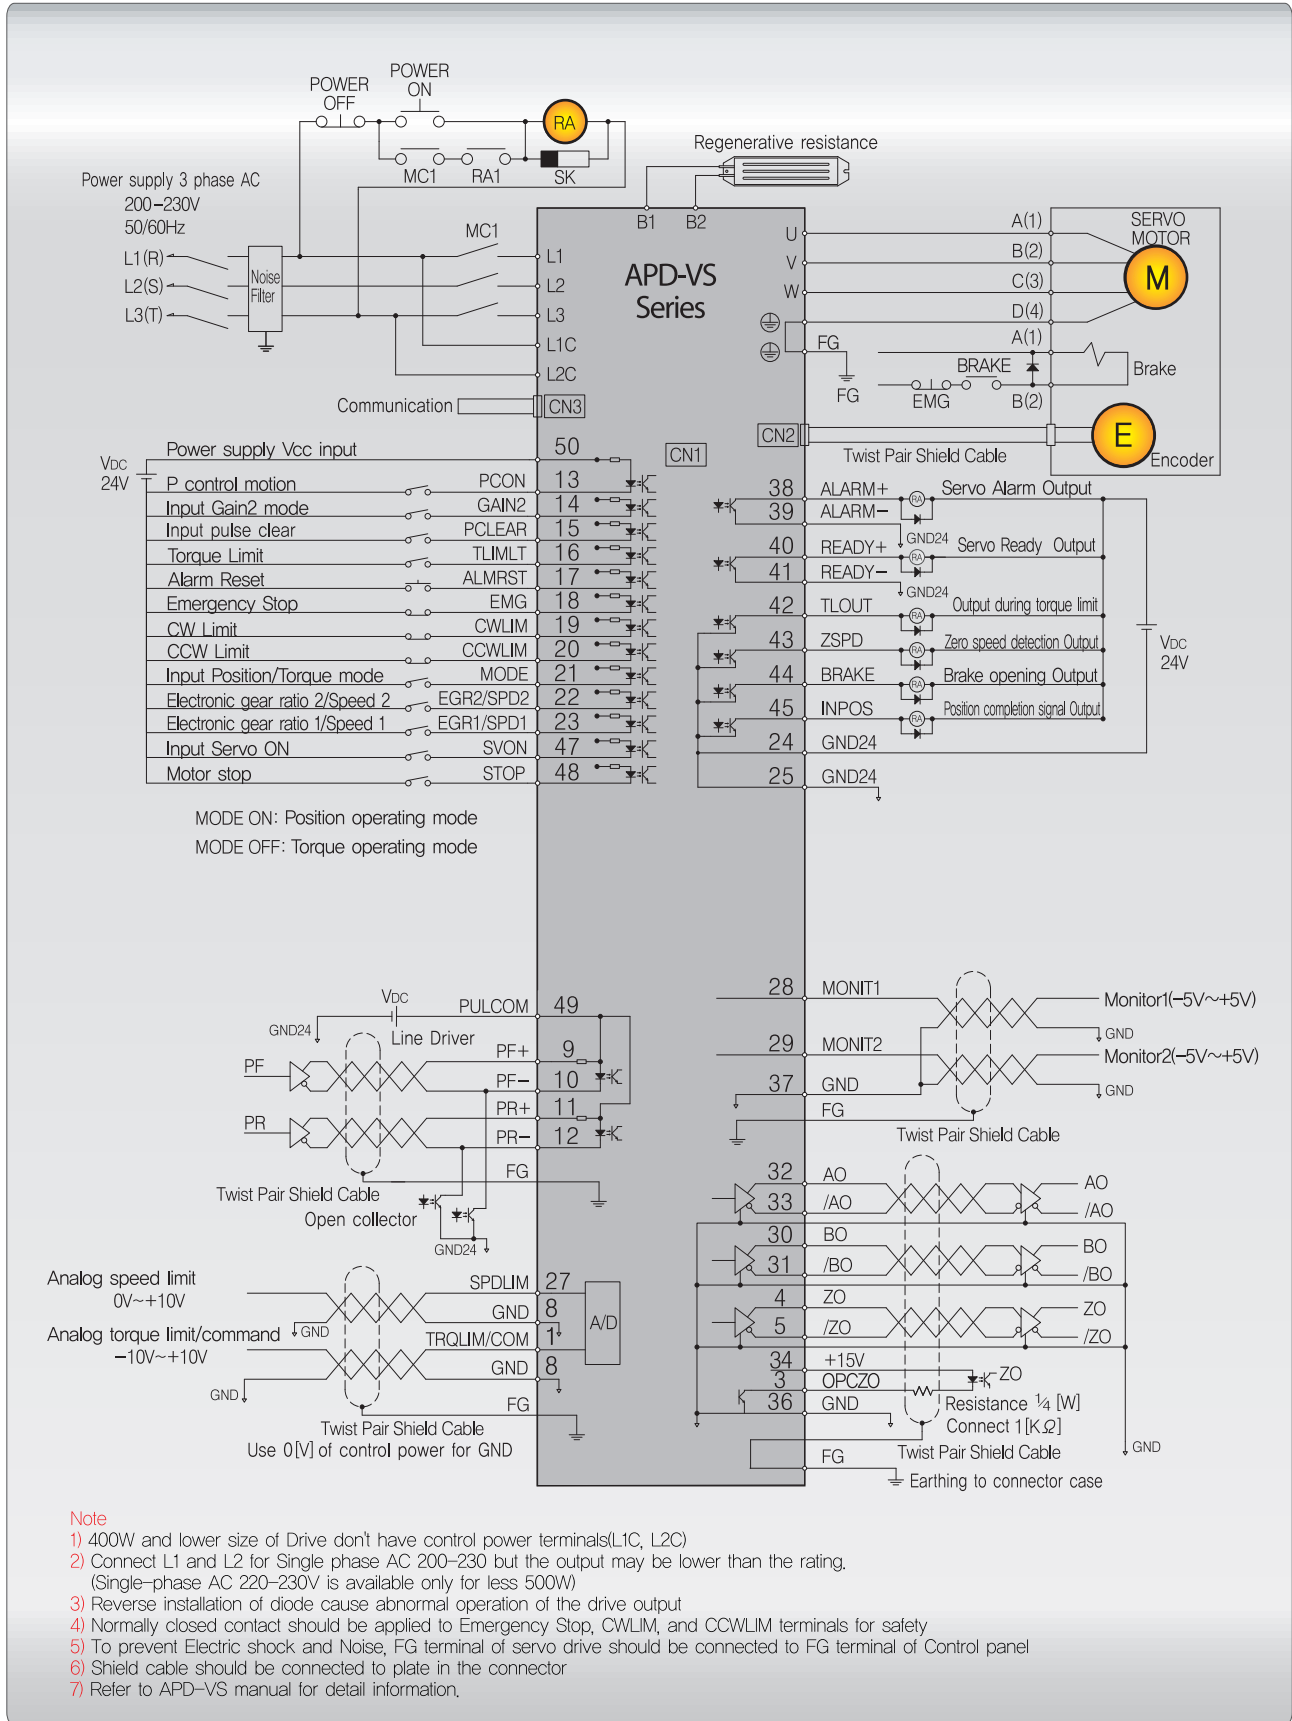 POWER
OFF
POWER
ON
RA
MC1
RA1
SK
Regenerative resistance
Power supply 3 phase AC
200-230V
50/60Hz
L1(R)
L2(S)
L3(T)
Noise
Filter
MC1
B1
B2
L1
L2
L3
L1C
L2C
APD-VS
Series
U
V
W
FG
FG
A(1)
B(2)
C(3)
D(4)
SERVO
MOTOR
M
A(1)
BRAKE
EMG
B(2)
Brake
Communication
CN3
CN2
Twist Pair Shield Cable
E
Encoder
CN1
VDC
24V
Power supply Vcc input 50
P control motion PCON 13
Input Gain2 mode GAIN2 14
Input pulse clear PCLEAR 15
Torque Limit TLIMLT 16
Alarm Reset ALMRST 17
Emergency Stop EMG 18
CW Limit CWLIM 19
CCW Limit CCWLIM 20
Input Position/Torque mode MODE 21
Electronic gear ratio 2/Speed 2 EGR2/SPD2 22
Electronic gear ratio 1/Speed 1 EGR1/SPD1 23
Input Servo ON SVON 47
Motor stop STOP 48
MODE ON: Position operating mode
MODE OFF: Torque operating mode
38 ALARM+ RA Servo Alarm Output
39 ALARM-
GND24
40 READY+ RA Servo Ready Output
41 READY-
GND24
42 TLOUT RA Output during torque limit
43 ZSPD RA Zero speed detection Output
44 BRAKE RA Brake opening Output
45 INPOS RA Position completion signal Output
24 GND24
25 GND24
VDC
24V
VDC
PULCOM 49
GND24
Line Driver
PF
PF+ 9
PF- 10
PR
PR+ 11
PR- 12
FG
Twist Pair Shield Cable
Open collector
GND24
Analog speed limit
0V~+10V
SPDLIM 27
GND 8
GND
Analog torque limit/command
-10V~+10V
TRQLIM/COM 1
GND 8
GND
A/D
FG
Twist Pair Shield Cable
Use 0[V] of control power for GND
28 MONIT1
Monitor1(-5V~+5V)
GND
29 MONIT2
Monitor2(-5V~+5V)
37 GND
GND
FG
Twist Pair Shield Cable
32 AO AO
33 /AO /AO
30 BO BO
31 /BO /BO
4 ZO ZO
5 /ZO /ZO
34 +15V
ZO
3 OPCZO
36 GND
Resistance ¼ [W]
Connect 1[KΩ]
GND
Twist Pair Shield Cable
FG
Earthing to connector case
Note
1) 400W and lower size of Drive don't have control power terminals(L1C, L2C)
2) Connect L1 and L2 for Single phase AC 200-230 but the output may be lower than the rating.
(Single-phase AC 220-230V is available only for less 500W)
3) Reverse installation of diode cause abnormal operation of the drive output
4) Normally closed contact should be applied to Emergency Stop, CWLIM, and CCWLIM terminals for safety
5) To prevent Electric shock and Noise, FG terminal of servo drive should be connected to FG terminal of Control panel
6) Shield cable should be connected to plate in the connector
7) Refer to APD-VS manual for detail information.